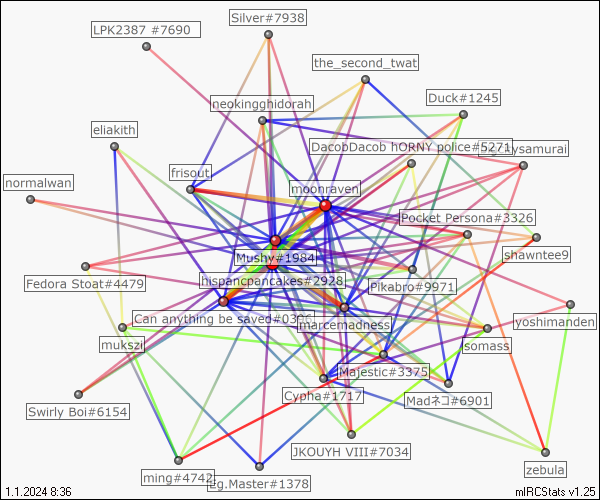 Silver#7938
LPK2387 #7690
the_second_twat
Duck#1245
neokingghidorah
eliakith
DacobDacob hORNY police#5271
ysamurai
frisout
normalwan
moonraven
Pocket Persona#3326
shawntee9
Mushy#1984
hispancpancakes#2928
Fedora Stoat#4479
Pikabro#9971
Can anything be saved#0
marcemadness
yoshimanden
mukszi
somass
Majestic#3375
Cypha#1717
Madネコ#6901
Swirly Boi#6154
JKOUYH VIII#7034
zebula
ming#4742
Eg.Master#1378
1.1.2024 8:36
mIRCStats v1.25